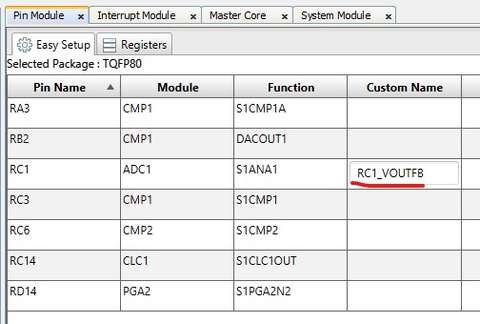 Pin Module x Interrupt Module x Master Core x System Module x
Easy Setup Registers
Selected Package : TQFP80
Pin Name Module Function Custom Name
RA3 CMP1 S1CMP1A
RB2 CMP1 DACOUT1
RC1 ADC1 S1ANA1 RC1_VOUTFB
RC3 CMP1 S1CMP1
RC6 CMP2 S1CMP2
RC14 CLC1 S1CLC1OUT
RD14 PGA2 S1PGA2N2